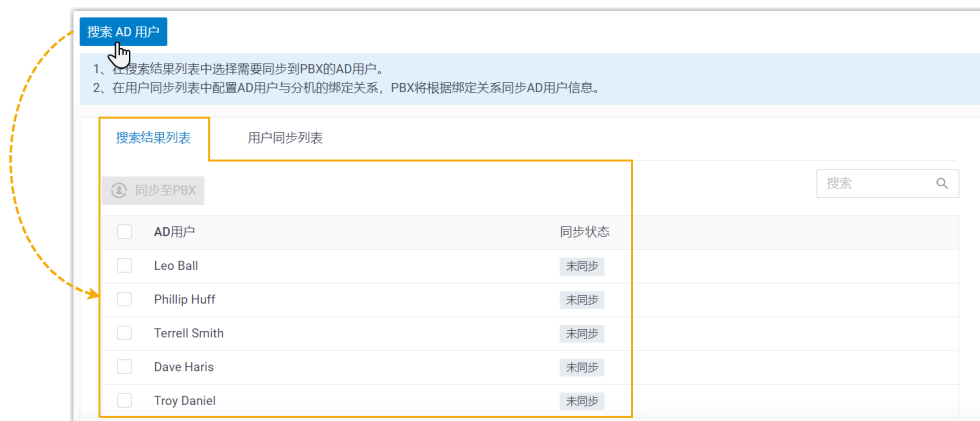 搜索 AD 用户
1、在搜索结果列表中选择需要同步到PBX的AD用户。
2、在用户同步列表中配置AD用户与分机的绑定关系，PBX将根据绑定关系同步AD用户信息。
搜索结果列表 用户同步列表
同步至PBX 搜索
AD用户 同步状态
Leo Ball 未同步
Phillip Huff 未同步
Terrell Smith 未同步
Dave Haris 未同步
Troy Daniel 未同步